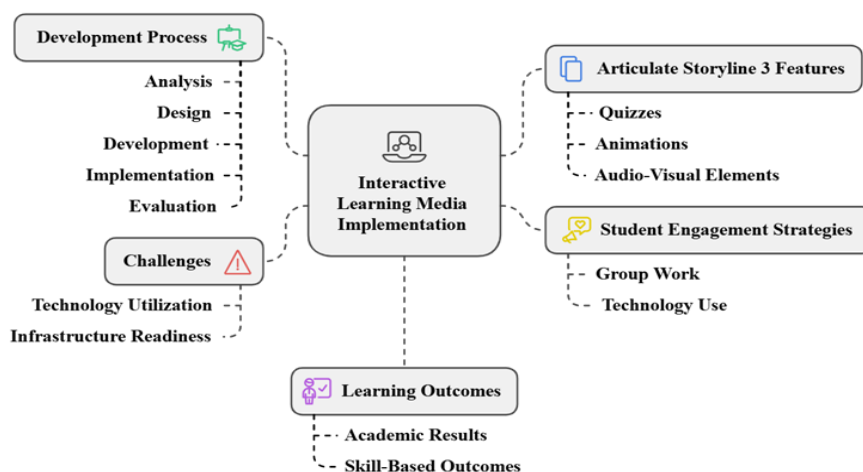 Development Process
Analysis
Design
Development
Implementation
Evaluation
Challenges
Technology Utilization
Infrastructure Readiness
Interactive
Learning Media
Implementation
Articulate Storyline 3 Features
Quizzes
Animations
Audio-Visual Elements
Student Engagement Strategies
Group Work
Technology Use
Learning Outcomes
Academic Results
Skill-Based Outcomes